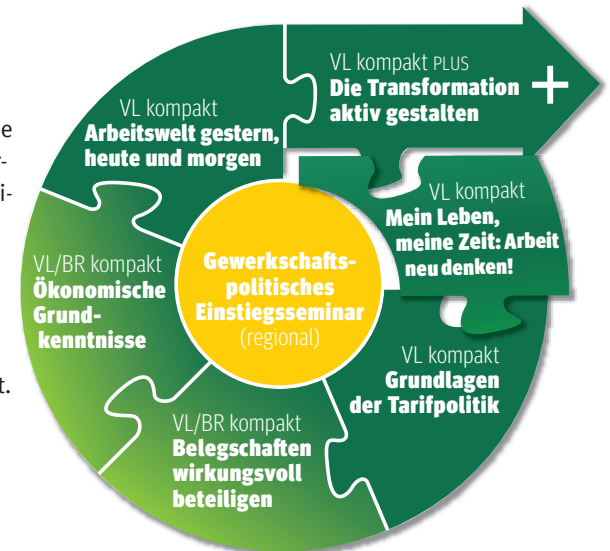 e
r-
i-
t.
VL kompakt PLUS
Die Transformation
aktiv gestalten
+
VL kompakt
Arbeitswelt gestern,
heute und morgen
VL kompakt
Mein Leben,
meine Zeit: Arbeit
neu denken!
VL/BR kompakt
Ökonomische
Grund-
kenntnisse
Gewerkschafts-
politisches
Einstiegsseminar
(regional)
VL kompakt
Grundlagen
der Tarifpolitik
VL/BR kompakt
Belegschaften
wirkungsvoll
beteiligen